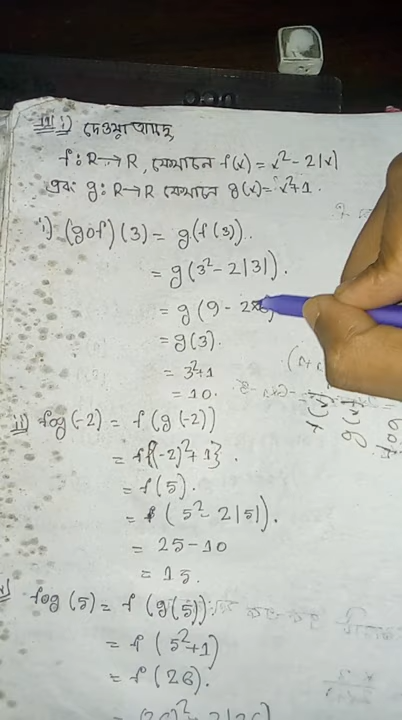 i) দেওয়া আছে,
f: R→R, যেখানে f(x) = x² - 2|x|
এবং g: R→R যেখানে g(x) = x²+1.
i) (gof)(3) = g(f(3)).
= g(3² - 2|3|).
= g(9 - 2×
= g(3).
= 3²+1
= 10.
ii) fog(-2) = f(g(-2))
= f{(-2)²+1}.
= f(5).
= f(5² - 2|5|).
= 25-10
= 15.
fog(5) = f(g(5))
= f(5²+1)
= f(26).